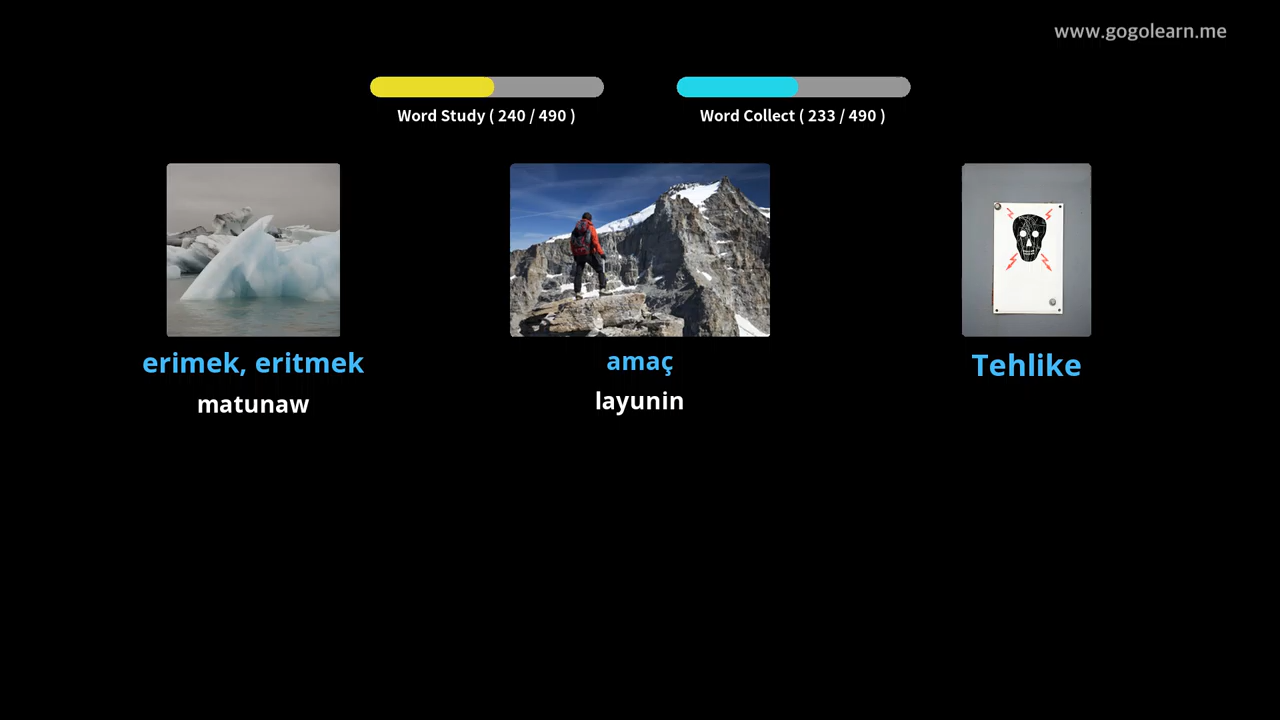 www.gogolearn.me
Word Study ( 240 / 490 )
Word Collect ( 233 / 490 )
erimek, eritmek
matunaw
amaç
layunin
Tehlike